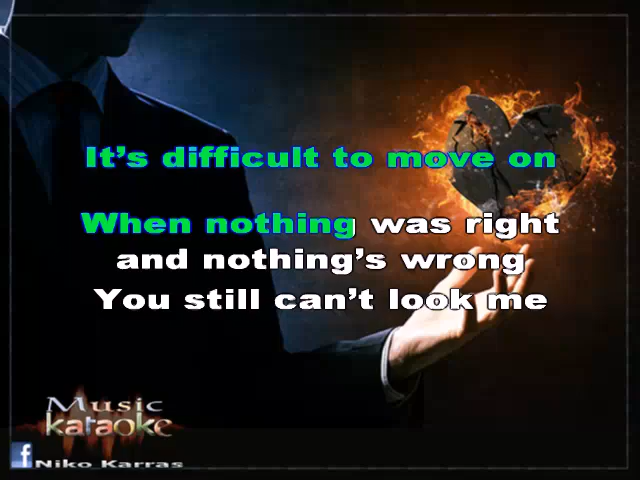 It’s difficult to move on
When nothing was right
and nothing’s wrong
You still can’t look me
Music
karaoke
f Niko Karras